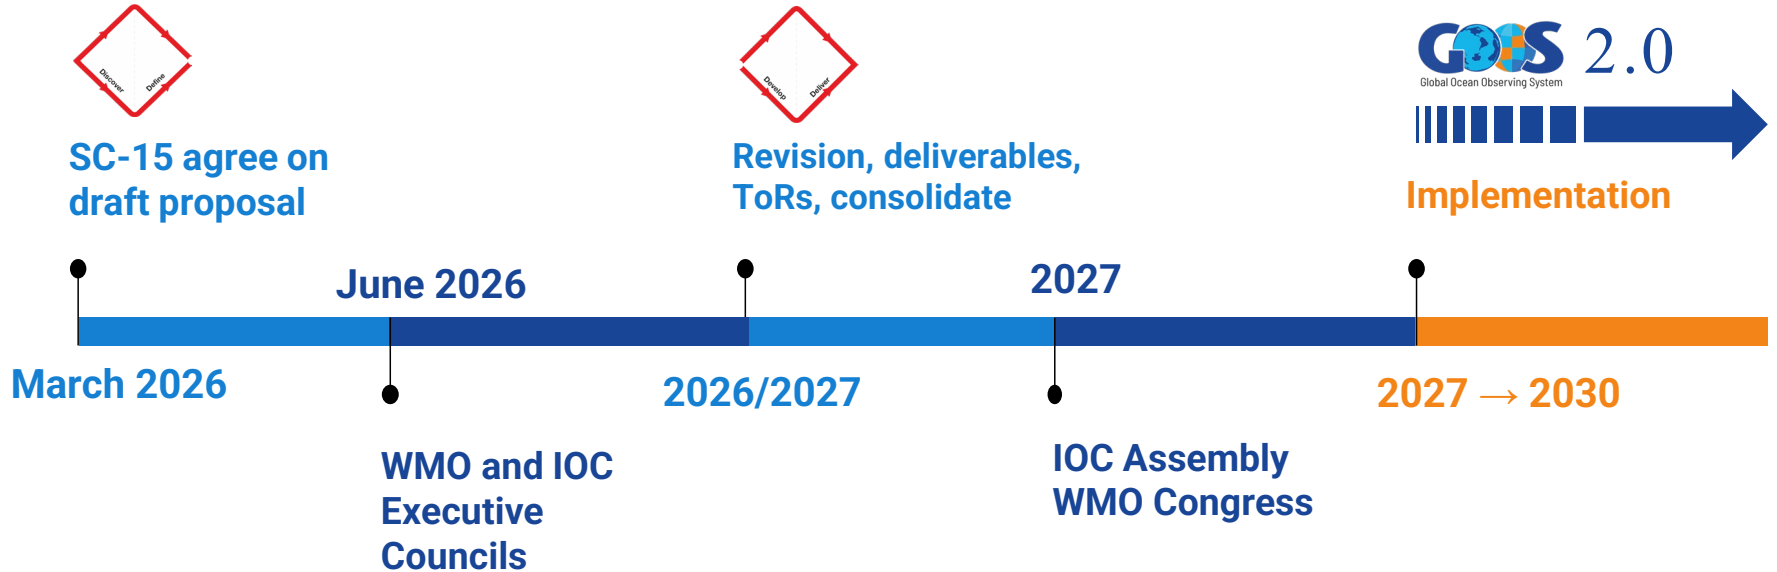 Discover
Define
SC-15 agree on
draft proposal
Develop
Deliver
Revision, deliverables,
ToRs, consolidate
GOOS 2.0
Global Ocean Observing System
Implementation
June 2026
2027
March 2026
2026/2027
2027 → 2030
WMO and IOC
Executive
Councils
IOC Assembly
WMO Congress